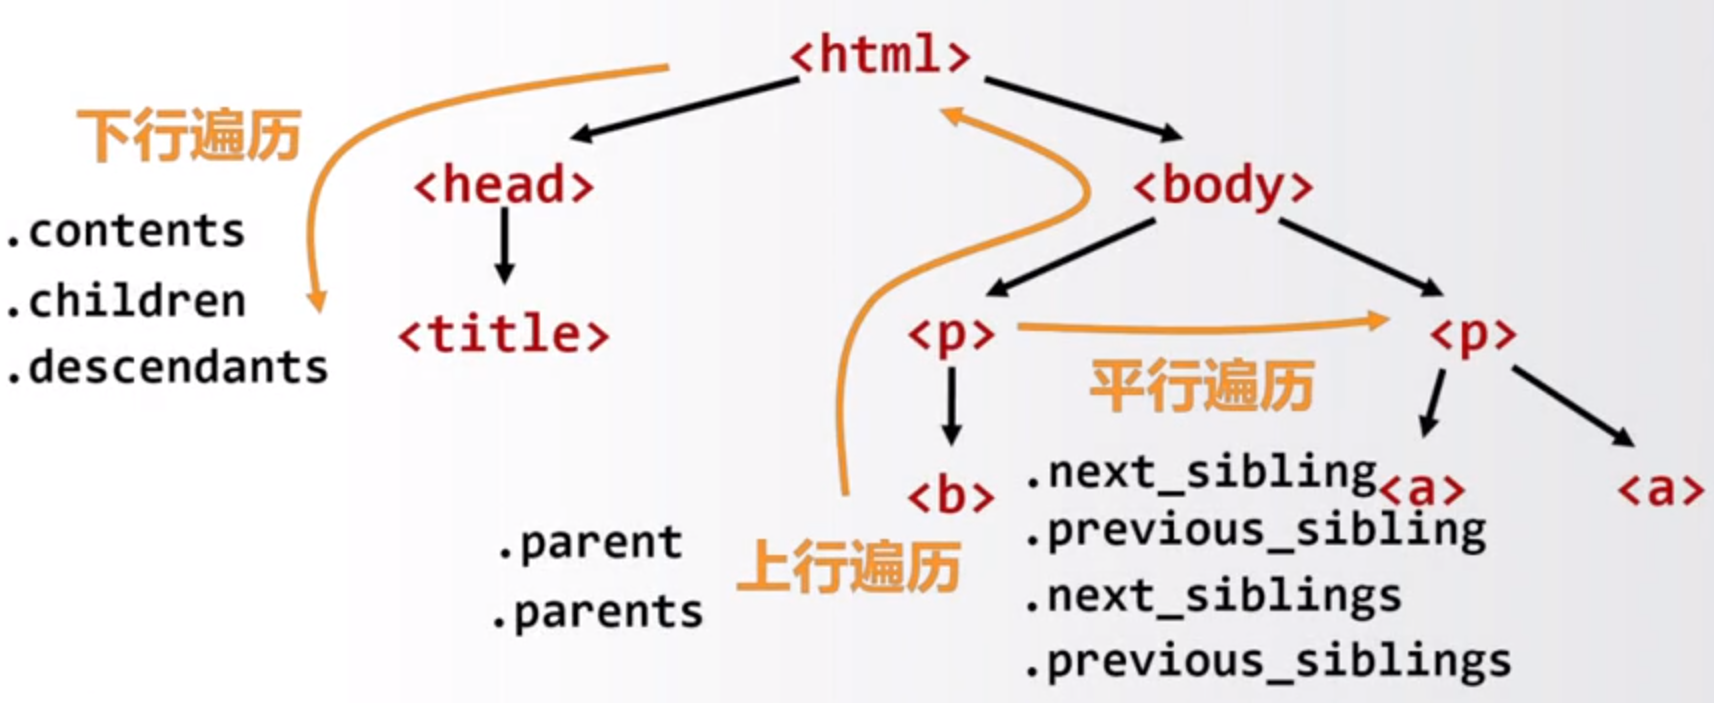 <html>
下行遍历
<head>
<body>
.contents
.children
.descendants
<title>
<p>
<p>
平行遍历
<b>
.next_sibling
<a>
<a>
.previous_sibling
.next_siblings
.previous_siblings
.parent
上行遍历
.parents